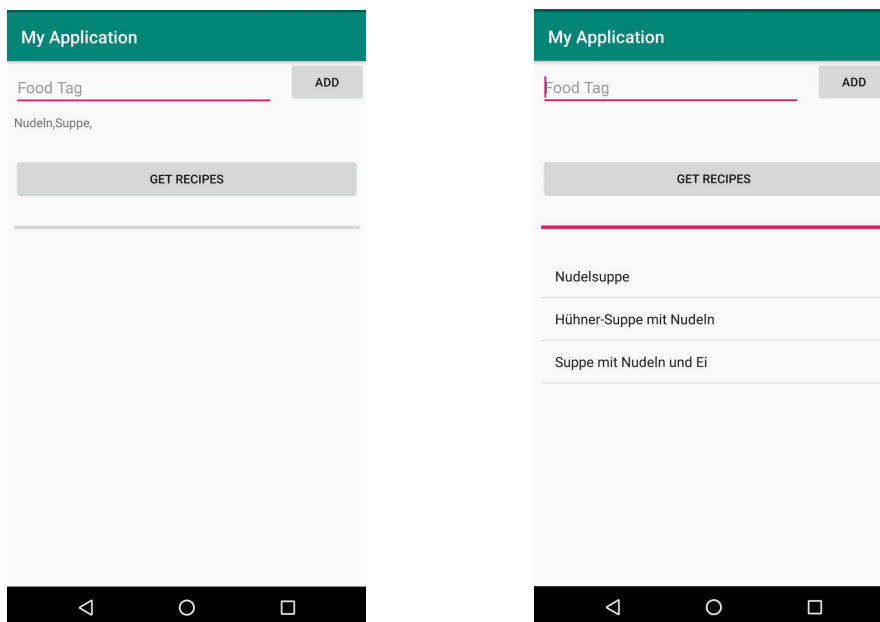 My Application
Food Tag
ADD
Nudeln,Suppe,
GET RECIPES
My Application
Food Tag
ADD
GET RECIPES
Nudelsuppe
Hühner-Suppe mit Nudeln
Suppe mit Nudeln und Ei